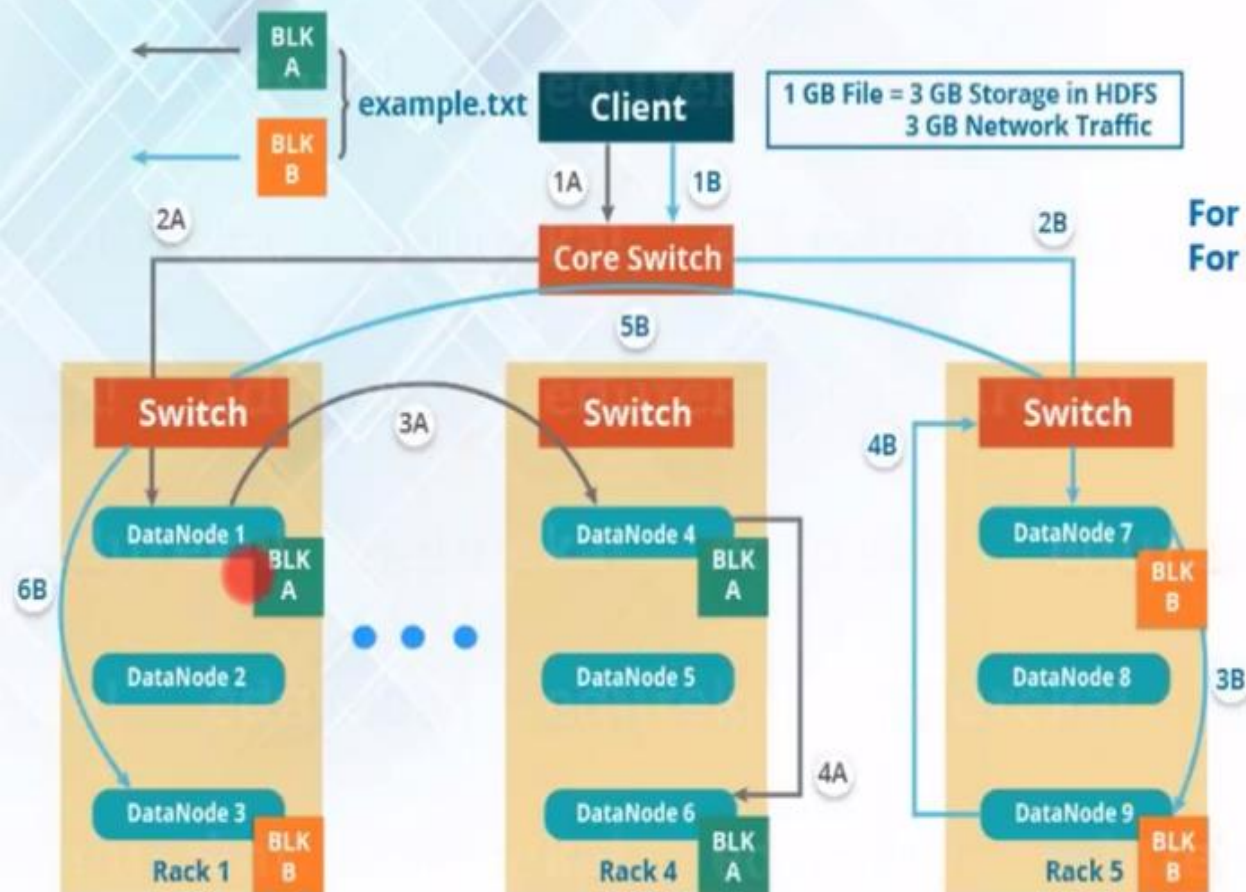 BLK
A
example.txt
BLK
B
Client
1 GB File = 3 GB Storage in HDFS
3 GB Network Traffic
1A
1B
2A
2B
For
For
Core Switch
5B
Switch
Switch
Switch
3A
4B
DataNode 1
BLK
A
DataNode 4
BLK
A
DataNode 7
BLK
B
6B
DataNode 2
DataNode 5
DataNode 8
3B
4A
DataNode 3
BLK
B
DataNode 6
BLK
A
DataNode 9
BLK
B
Rack 1
Rack 4
Rack 5